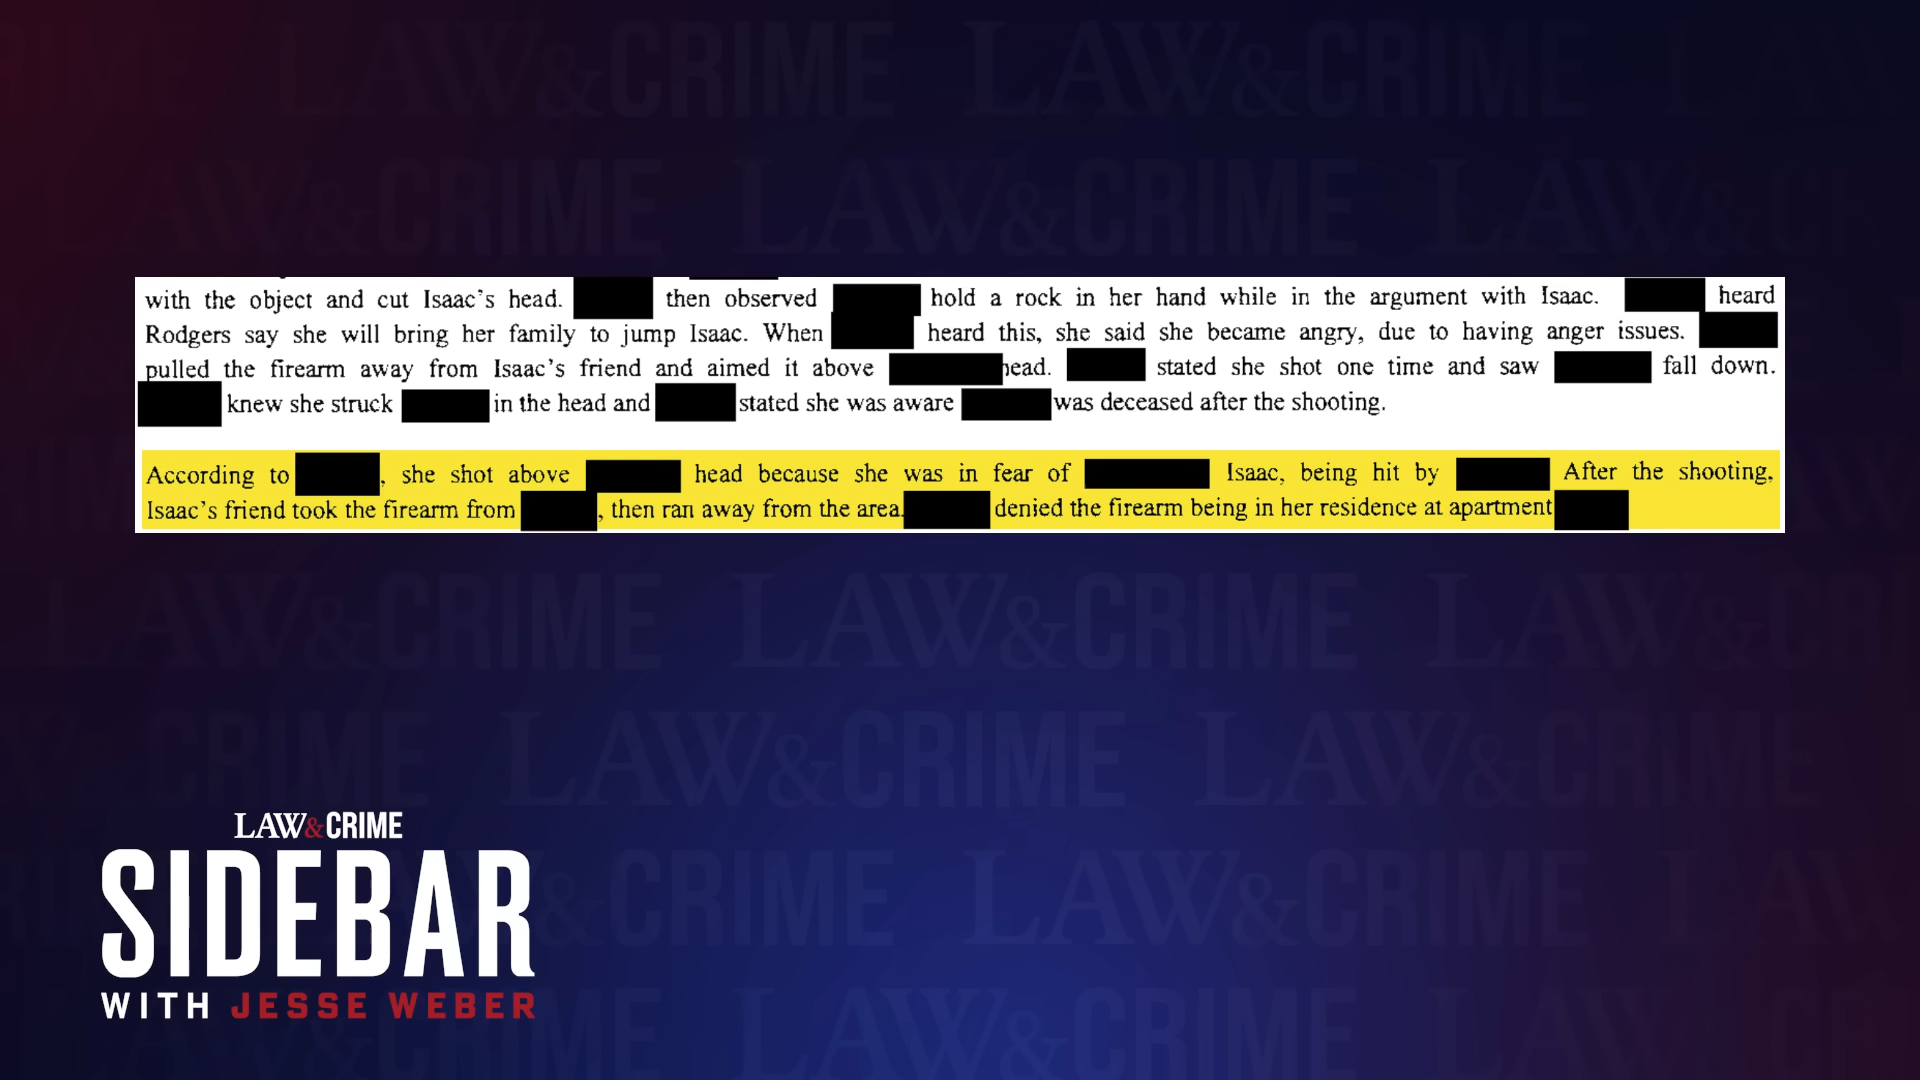 with the object and cut Isaac's head. then observed hold a rock in her hand while in the argument with Isaac. heard
Rodgers say she will bring her family to jump Isaac. When heard this, she said she became angry, due to having anger issues.
pulled the firearm away from Isaac's friend and aimed it above head. stated she shot one time and saw fall down.
knew she struck in the head and stated she was aware was deceased after the shooting.
According to , she shot above head because she was in fear of Isaac, being hit by After the shooting,
Isaac's friend took the firearm from , then ran away from the area. denied the firearm being in her residence at apartment
LAW&CRIME
SIDEBAR
WITH JESSE WEBER